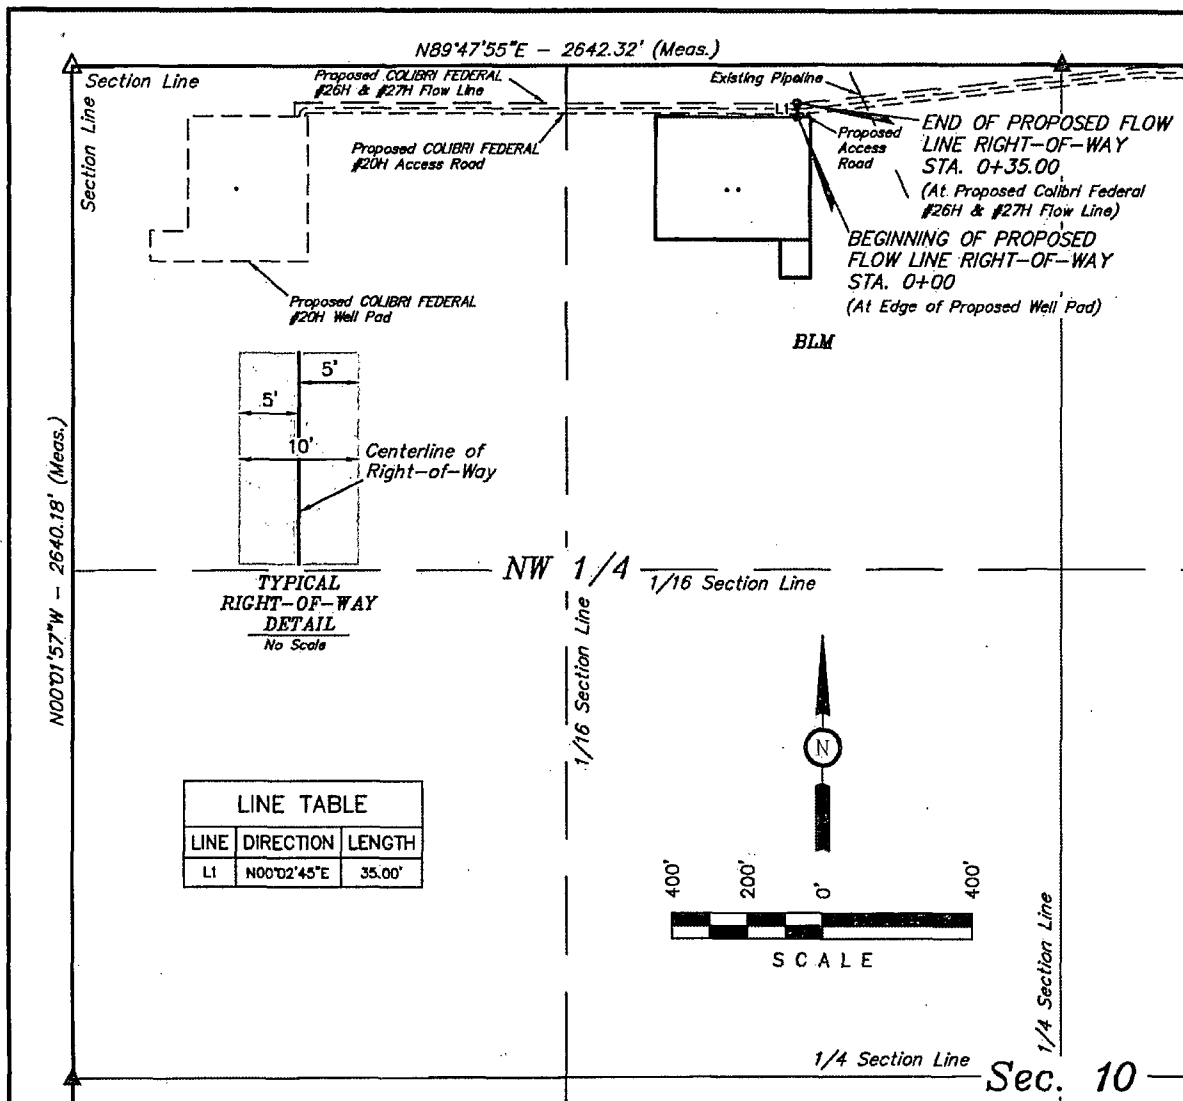 N89°47'55"E - 2642.32' (Meas.)
Section Line
Section Line
Proposed COLIBRI FEDERAL
#26H & #27H Flow Line
Existing Pipeline
L1
Proposed
Access
Road
END OF PROPOSED FLOW
LINE RIGHT-OF-WAY
STA. 0+35.00
(At Proposed Colibri Federal
#26H & #27H Flow Line)
Proposed COLIBRI FEDERAL
#20H Access Road
BEGINNING OF PROPOSED
FLOW LINE RIGHT-OF-WAY
STA. 0+00
(At Edge of Proposed Well Pad)
Proposed COLIBRI FEDERAL
#20H Well Pad
BLM
5'
5'
10'
Centerline of
Right-of-Way
TYPICAL
RIGHT-OF-WAY
DETAIL
No Scale
N00°01'57"W - 2640.18' (Meas.)
NW 1/4
1/16 Section Line
1/16 Section Line
N
LINE TABLE
LINE DIRECTION LENGTH
L1 N00°02'45"E 35.00'
400' 200' 0' 400'
SCALE
1/4 Section Line
1/4 Section Line
Sec. 10